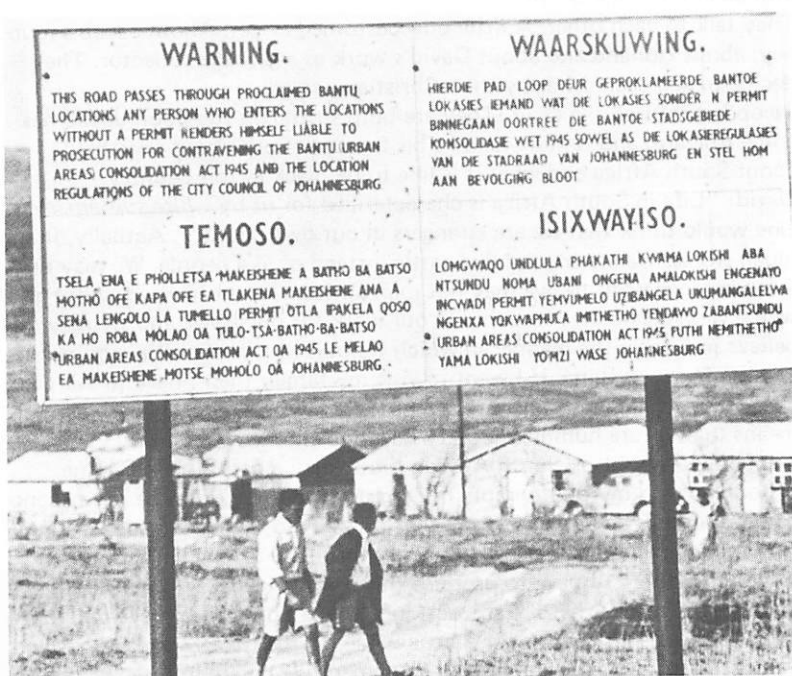 WARNING.
THIS ROAD PASSES THROUGH PROCLAIMED BANTU
LOCATIONS ANY PERSON WHO ENTERS THE LOCATIONS
WITHOUT A PERMIT RENDERS HIMSELF LIABLE TO
PROSECUTION FOR CONTRAVENING THE BANTU (URBAN
AREAS) CONSOLIDATION ACT 1945 AND THE LOCATION
REGULATIONS OF THE CITY COUNCIL OF JOHANNESBURG
WAARSKUWING.
HIERDIE PAD LOOP DEUR GEPROKLAMEERDE BANTOE
LOKASIES IEMAND WAT DIE LOKASIES SONDER 'N PERMIT
BINNEGAAN OORTREE DIE BANTOE STADSGEBIEDE
KONSOLIDASIE WET 1945 SOWEL AS DIE LOKASIEREGULASIES
VAN DIE STADRAAD VAN JOHANNESBURG EN STEL HOM
AAN BEVOLGING BLOOT.
TEMOSO.
TSELA ENA E PHOLLETSA MAKEISHENE A BATHO BA BATSO
MOTHO OFE KAPA OFE EA TLAKENA MAKEISHENE ANA A
SENA LENGOLO LA TUMELLO PERMIT OTLA IPAKELA QOSO
KA HO ROBA MOLAO OA TULO-TSA-BATHO-BA-BATSO
URBAN AREAS CONSOLIDATION ACT, OA 1945 LE MELAO
EA MAKEISHENE, MOTSE MOHOLO OA JOHANNESBURG.
ISIXWAYISO.
LOMGWAQO UNDLULA PHAKATHI KWAMA LOKISHI ABA
NTSUNDU NOMA UBANI ONGENA AMALOKISHI ENGENAYO
INCWADI PERMIT YEMVUMELO UZIBANGELA UKUMANGALELWA
NGENXA YOKWAPHULA IMITHETHO YENDAWO ZABANTSUNDU
URBAN AREAS CONSOLIDATION ACT 1945 FUTHI NEMITHETHO
YAMA LOKISHI YOMZI WASE JOHANNESBURG